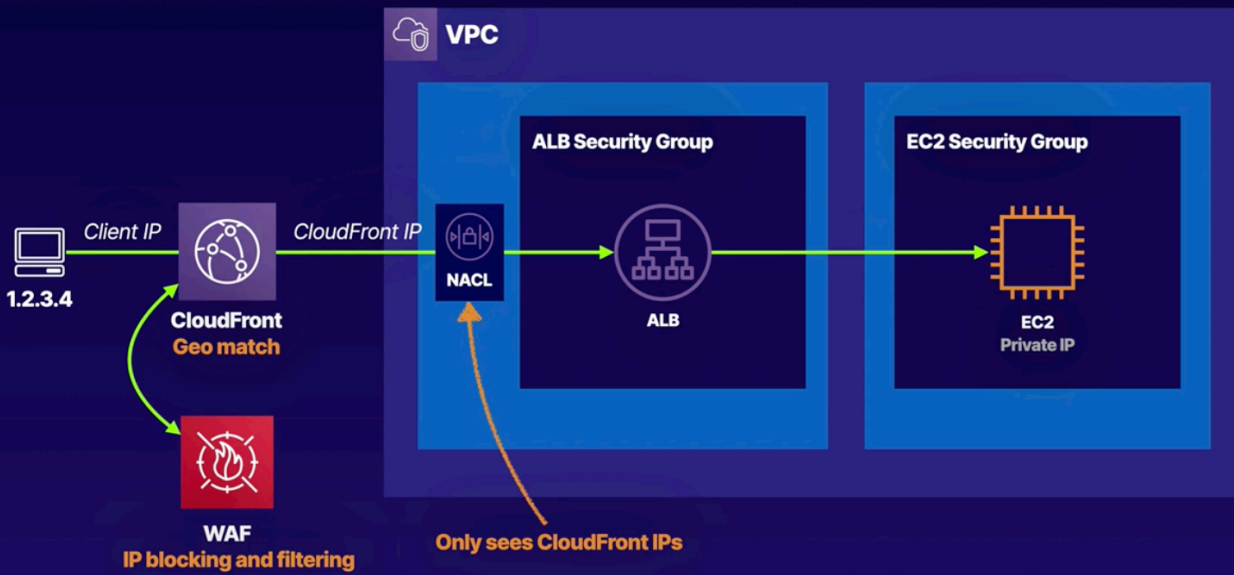 VPC
ALB Security Group
EC2 Security Group
Client IP
CloudFront IP
1.2.3.4
NACL
CloudFront
Geo match
ALB
EC2
Private IP
WAF
IP blocking and filtering
Only sees CloudFront IPs